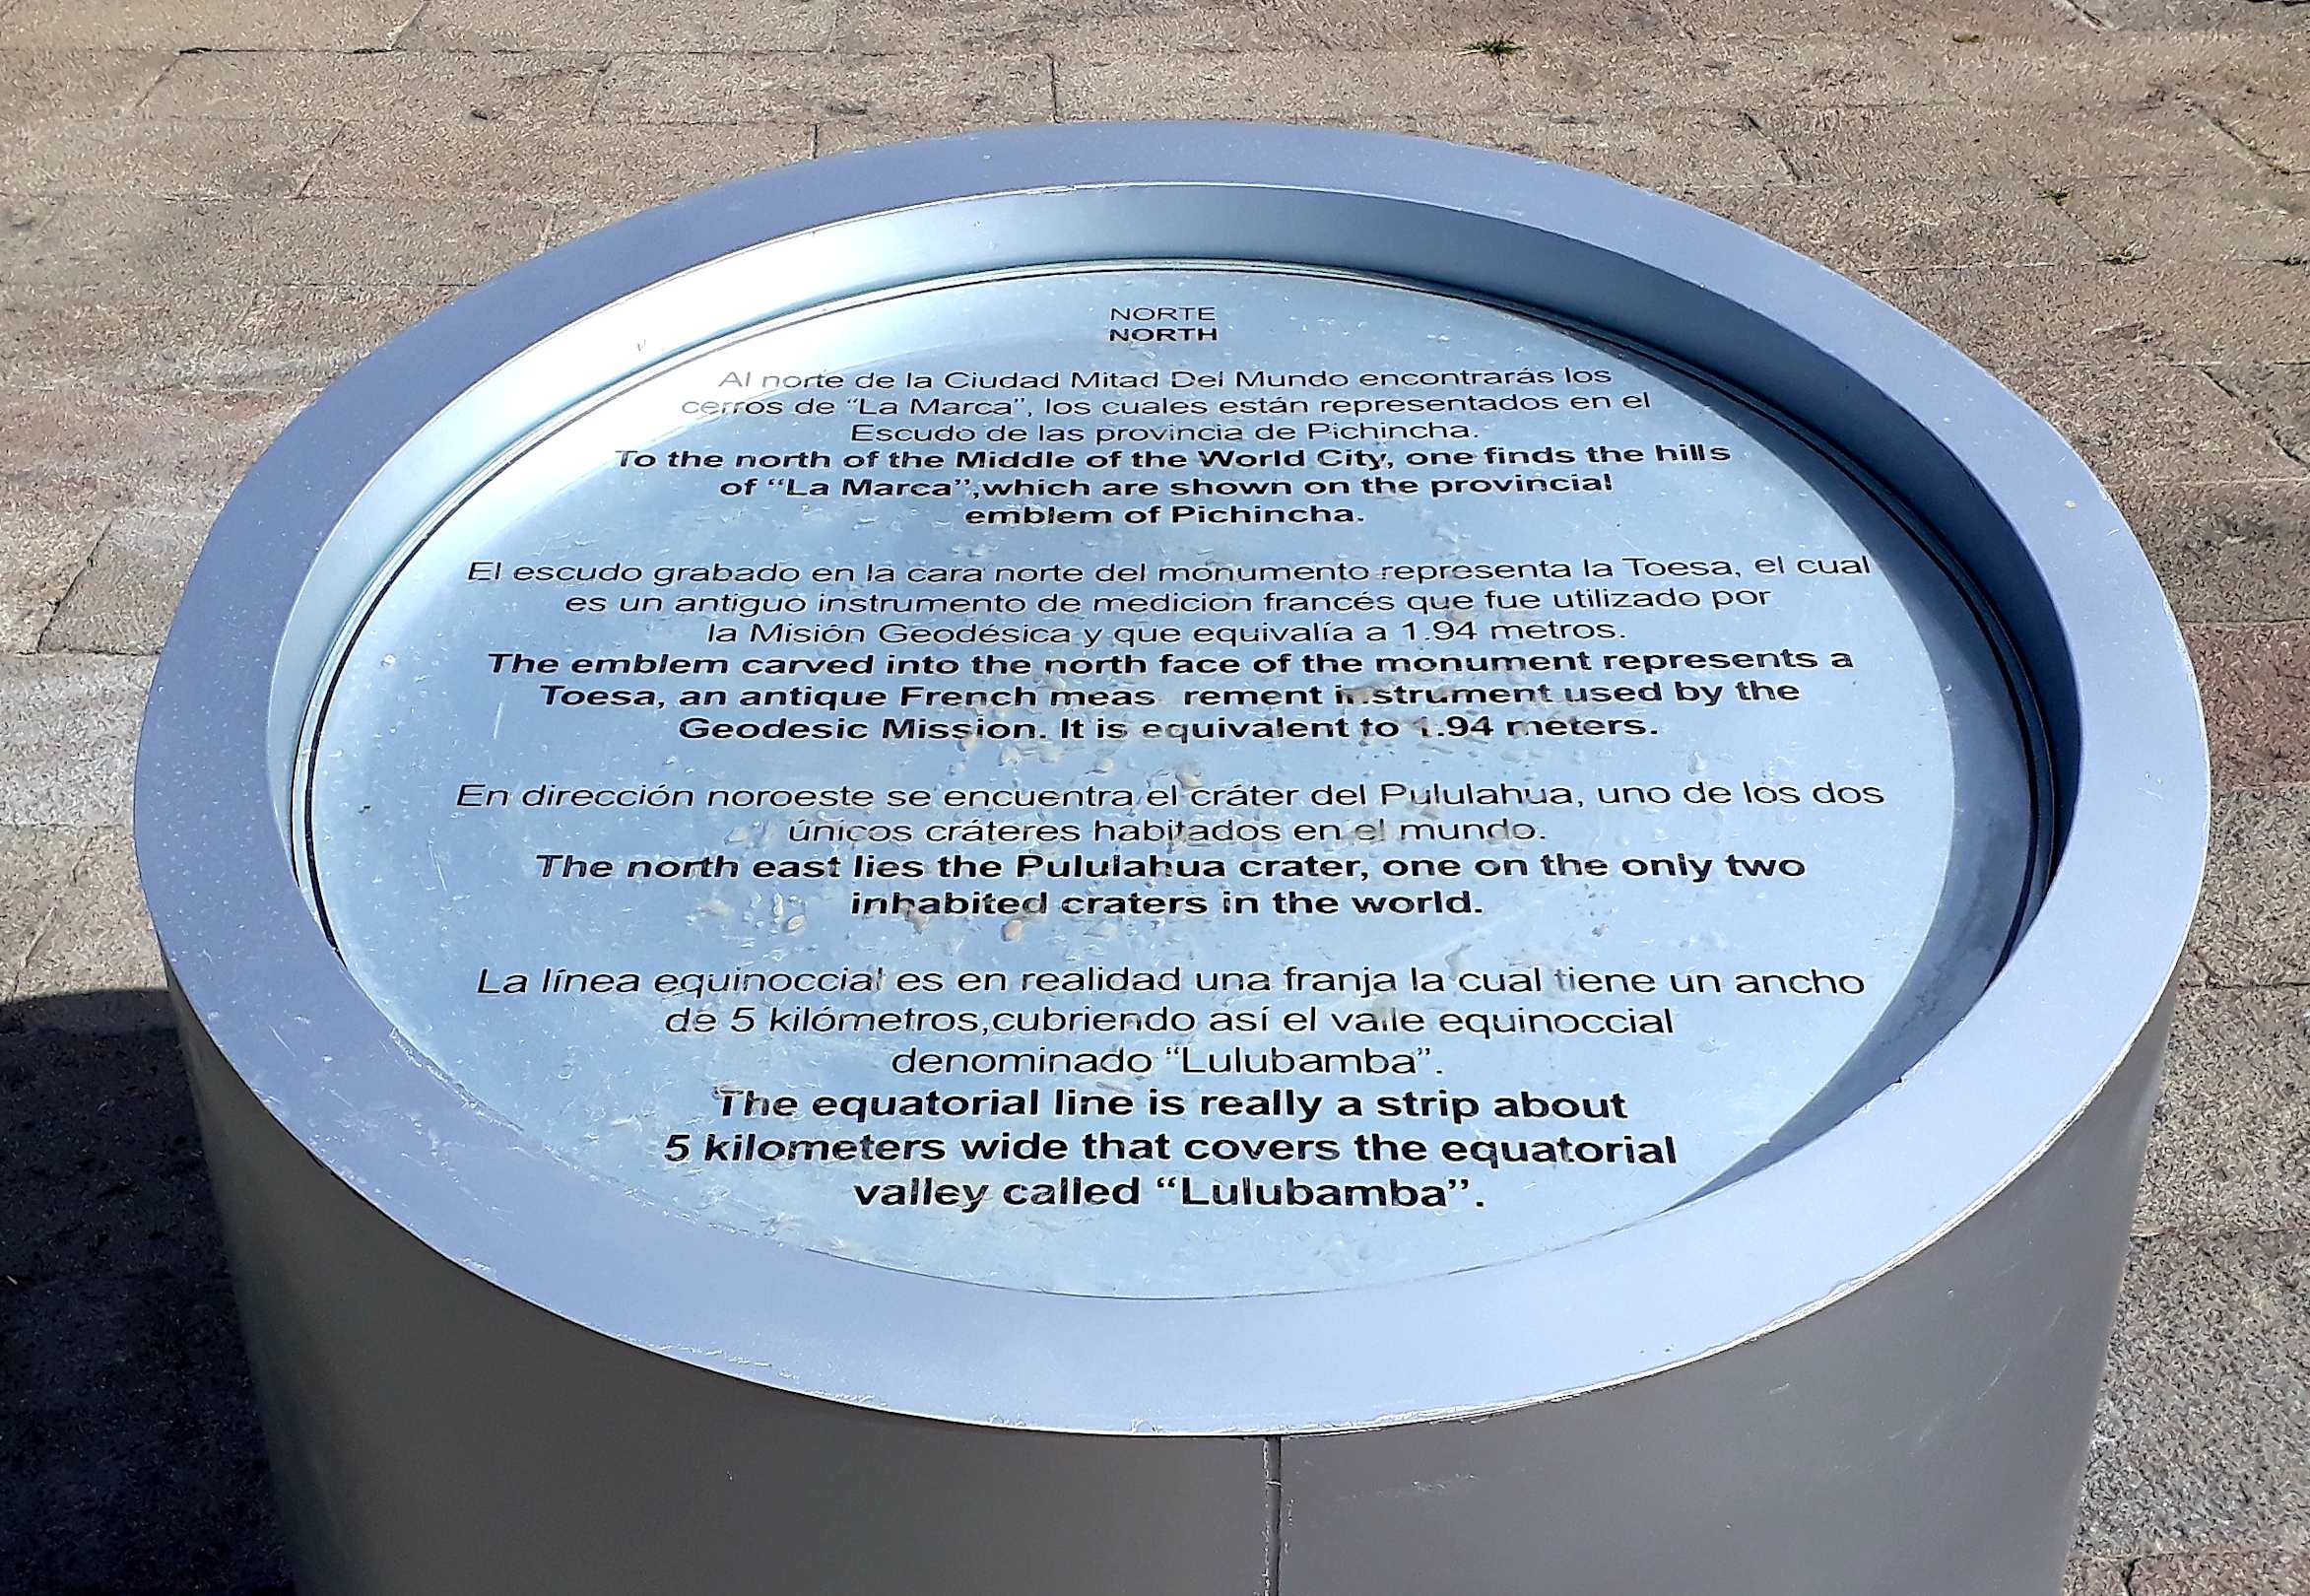 NORTE
NORTH
Al norte de la Ciudad Mitad Del Mundo encontrarás los
cerros de “La Marca”, los cuales están representados en el
Escudo de las provincia de Pichincha.
To the north of the Middle of the World City, one finds the hills
of “La Marca”,which are shown on the provincial
emblem of Pichincha.
El escudo grabado en la cara norte del monumento representa la Toesa, el cual
es un antiguo instrumento de medicion francés que fue utilizado por
la Misión Geodésica y que equivalía a 1.94 metros.
The emblem carved into the north face of the monument represents a
Toesa, an antique French meas rement instrument used by the
Geodesic Mission. It is equivalent to 1.94 meters.
En dirección noroeste se encuentra el cráter del Pululahua, uno de los dos
únicos cráteres habitados en el mundo.
The north east lies the Pululahua crater, one on the only two
inhabited craters in the world.
La línea equinoccial es en realidad una franja la cual tiene un ancho
de 5 kilómetros,cubriendo así el valle equinoccial
denominado “Lulubamba”.
The equatorial line is really a strip about
5 kilometers wide that covers the equatorial
valley called “Lulubamba”.